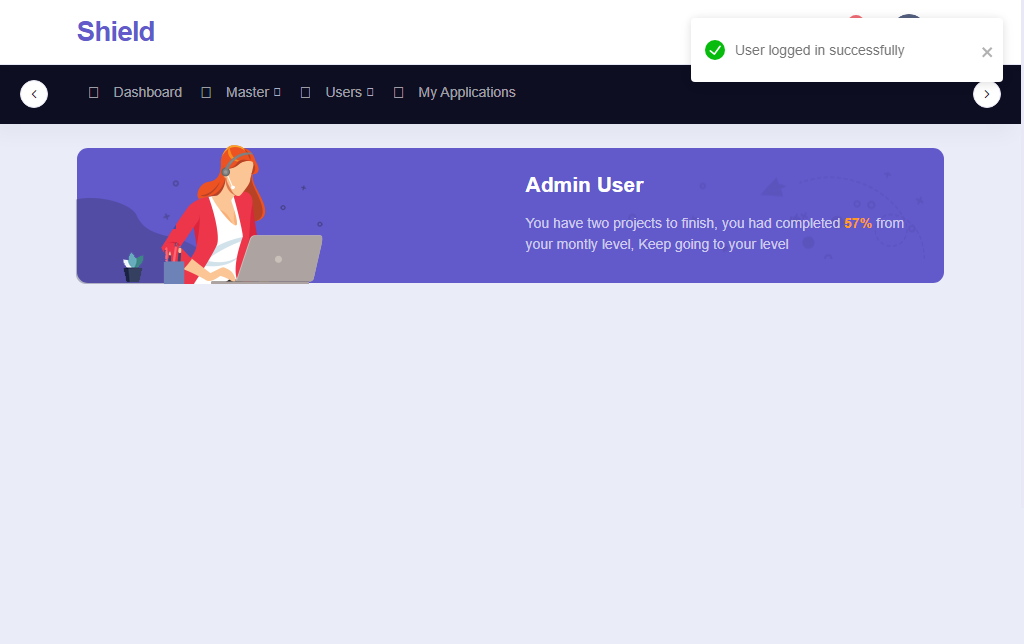 Shield
User logged in successfully
Dashboard Master Users My Applications
Admin User
You have two projects to finish, you had completed 57% from
your montly level, Keep going to your level